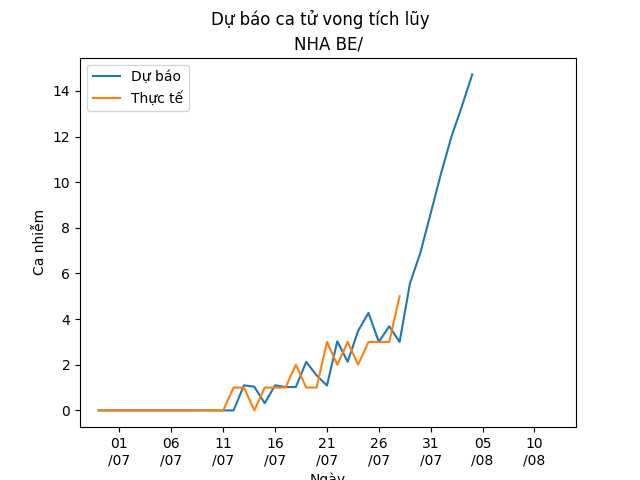 Dự báo ca tử vong tích lũy
NHA BE/
Dự báo
Thực tế
Ca nhiễm
14
12
10
8
6
4
2
0
01 06 11 16 21 26 31 05 10
/07 /07 /07 /07 /07 /07 /07 /08 /08
Ngày